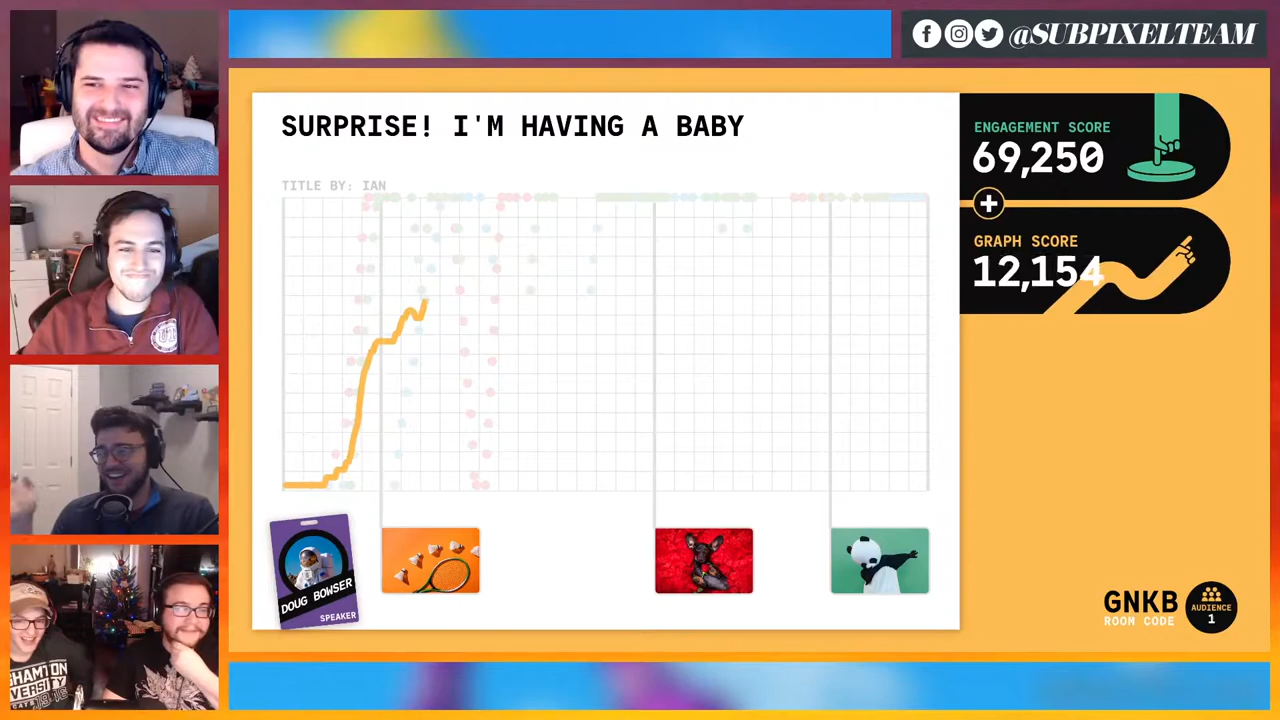 @SUBPIXELTEAM
SURPRISE! I'M HAVING A BABY
TITLE BY: IAN
ENGAGEMENT SCORE
69,250
+
GRAPH SCORE
12,154
DOUG BOWSER
SPEAKER
GNKB
ROOM CODE
AUDIENCE
1